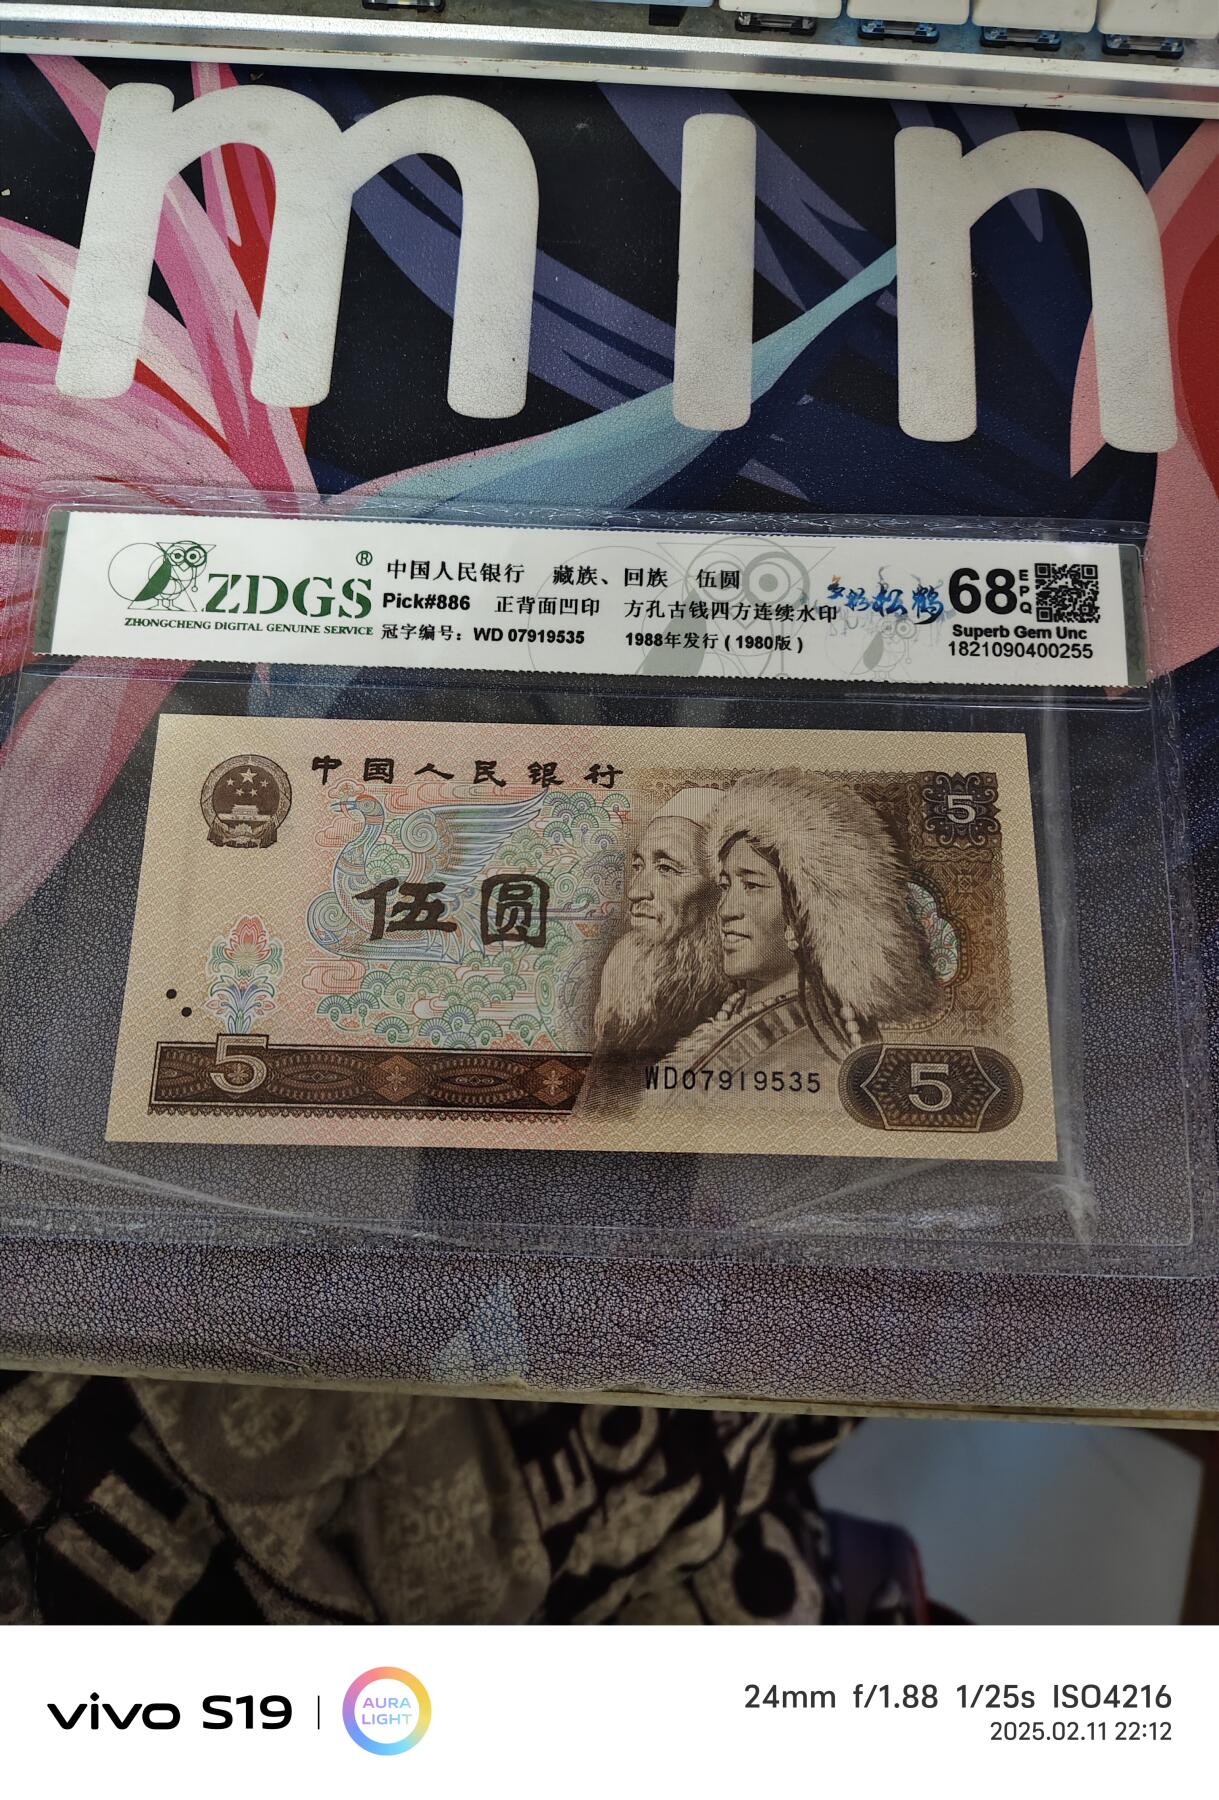 min
ZDGS®
ZHONGCHENG DIGITAL GENUINE SERVICE
中国人民银行 藏族、回族 伍圆
Pick#886 正背面凹印 方孔古钱四方连续水印
冠字编号：WD 07919535 1988年发行（1980版）
松鹤
68 EPQ
Superb Gem Unc
1821090400255
中国人民银行
5
伍圆
5
WD07919535
5
vivo S19
AURA LIGHT
24mm f/1.88 1/25s ISO4216
2025.02.11 22:12